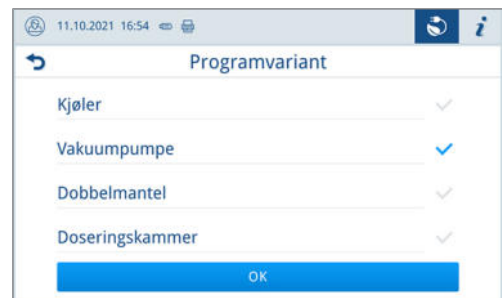 11.10.2021 16:54
i
Programvariant
Kjøler
Vakuumpumpe
Dobbelmantel
Doseringskammer
OK